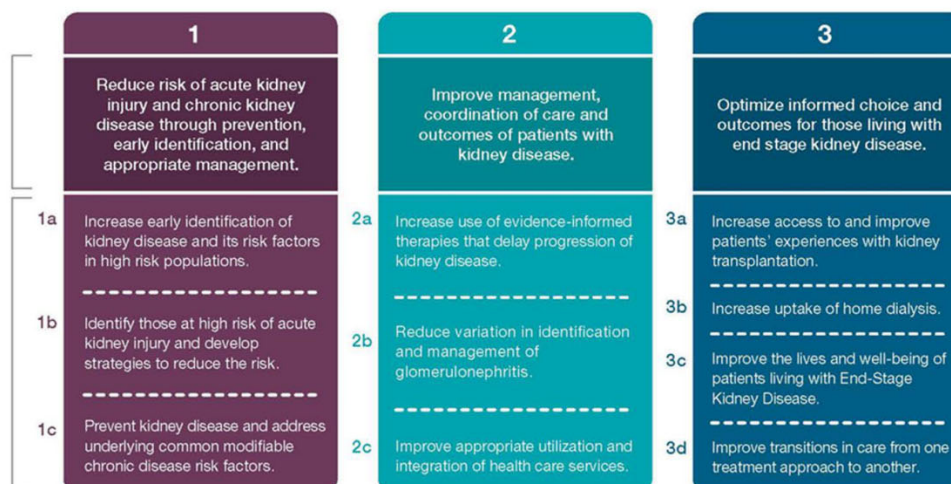 1
Reduce risk of acute kidney
injury and chronic kidney
disease through prevention,
early identification, and
appropriate management.
1a
Increase early identification of
kidney disease and its risk factors
in high risk populations.
1b
Identify those at high risk of acute
kidney injury and develop
strategies to reduce the risk.
1c
Prevent kidney disease and address
underlying common modifiable
chronic disease risk factors.
2
Improve management,
coordination of care and
outcomes of patients with
kidney disease.
2a
Increase use of evidence-informed
therapies that delay progression of
kidney disease.
2b
Reduce variation in identification
and management of
glomerulonephritis.
2c
Improve appropriate utilization and
integration of health care services.
3
Optimize informed choice and
outcomes for those living with
end stage kidney disease.
3a
Increase access to and improve
patients' experiences with kidney
transplantation.
3b
Increase uptake of home dialysis.
3c
Improve the lives and well-being of
patients living with End-Stage
Kidney Disease.
3d
Improve transitions in care from one
treatment approach to another.